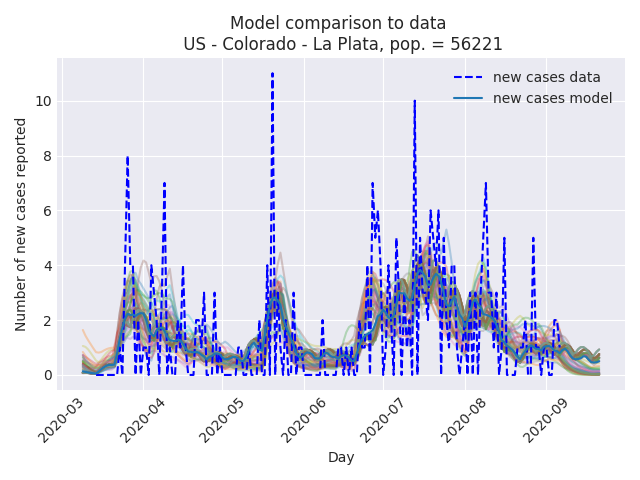 Model comparison to data
US - Colorado - La Plata, pop. = 56221
new cases data
new cases model
Number of new cases reported
10
8
6
4
2
0
2020-03
2020-04
2020-05
2020-06
2020-07
2020-08
2020-09
Day